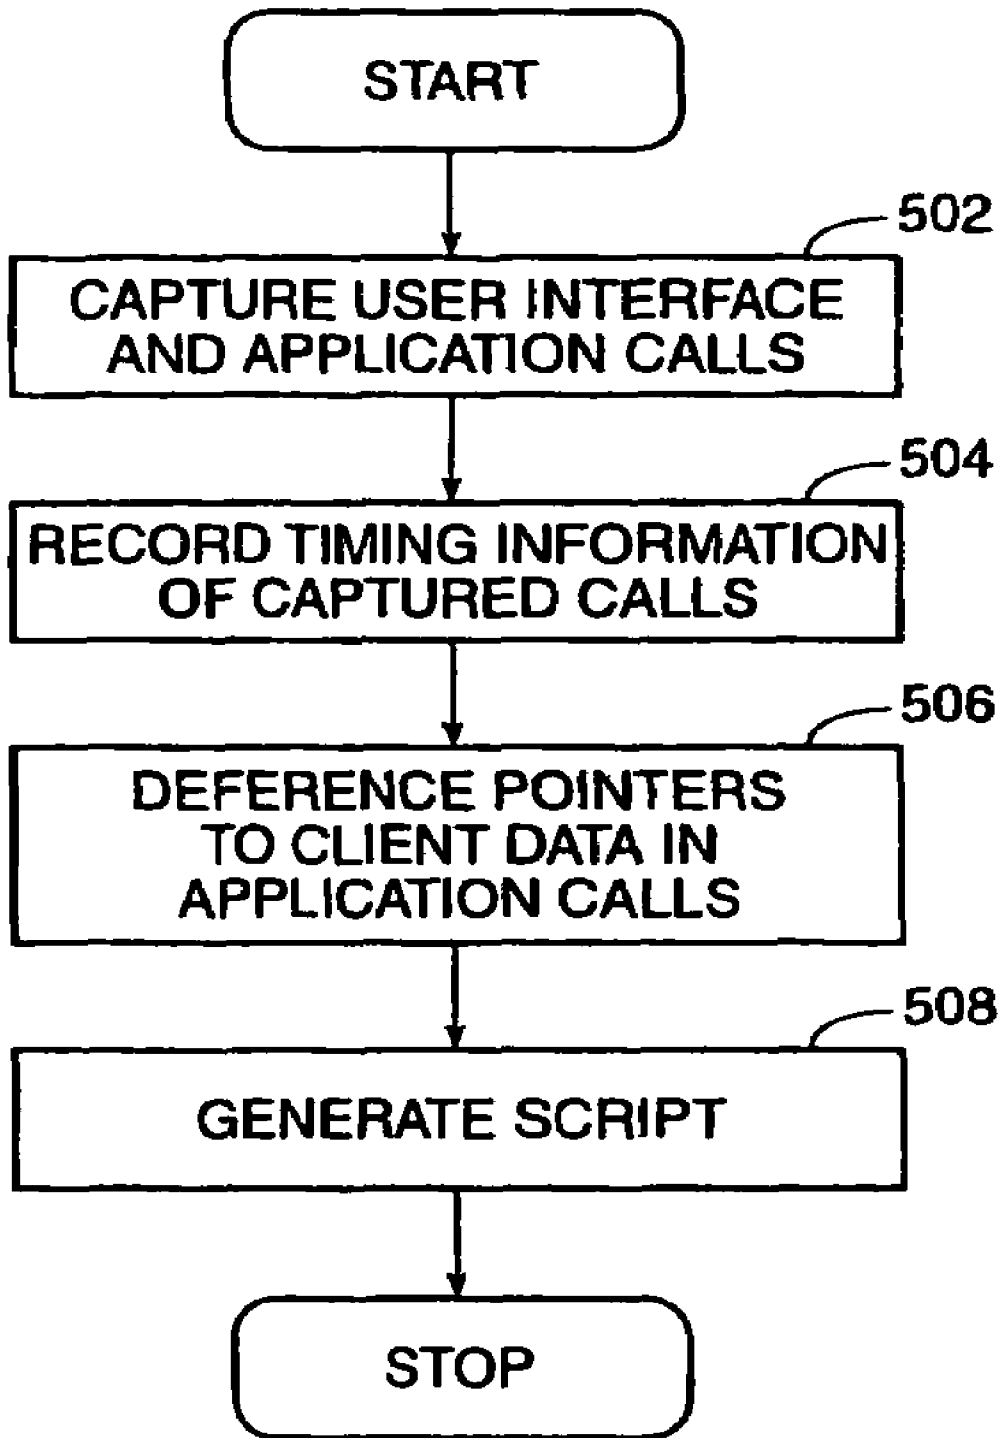 START
502
CAPTURE USER INTERFACE
AND APPLICATION CALLS
504
RECORD TIMING INFORMATION
OF CAPTURED CALLS
506
DEFERENCE POINTERS
TO CLIENT DATA IN
APPLICATION CALLS
508
GENERATE SCRIPT
STOP